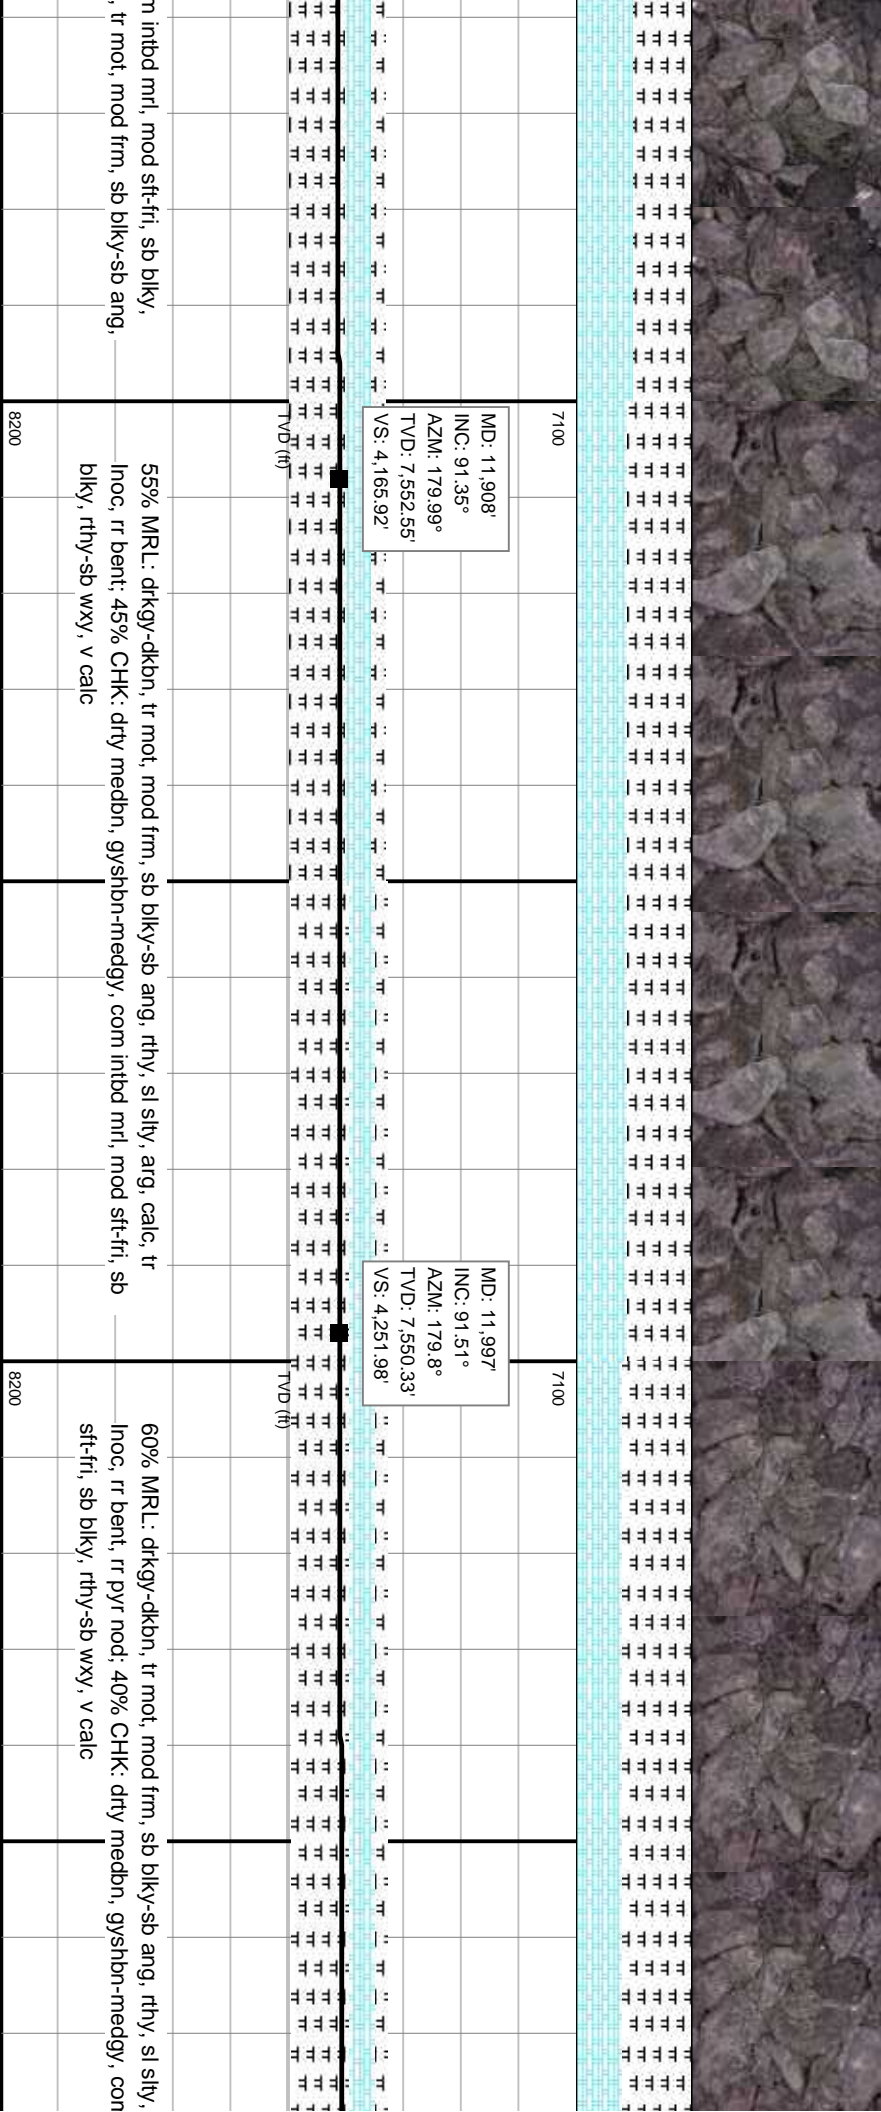 m intbd mrl, mod sft-fri, sb blky,
, tr mot, mod frm, sb blky-sb ang,
7100
TVD (ft)
8200
MD: 11,908'
INC: 91.35°
AZM: 179.99°
TVD: 7,552.55'
VS: 4,165.92'
55% MRL: drkgy-dkbn, tr mot, mod frm, sb blky-sb ang, rthy, sl slty, arg, calc, tr
Inoc, rr bent; 45% CHK: drty medbn, gyshbn-medgy, com intbd mrl, mod sft-fri, sb
blky, rthy-sb wxy, v calc
MD: 11,997'
INC: 91.51°
AZM: 179.8°
TVD: 7,550.33'
VS: 4,251.98'
7100
TVD (ft)
8200
60% MRL: drkgy-dkbn, tr mot, mod frm, sb blky-sb ang, rthy, sl slty,
Inoc, rr bent, rr pyr nod; 40% CHK: drty medbn, gyshbn-medgy, com
sft-fri, sb blky, rthy-sb wxy, v calc